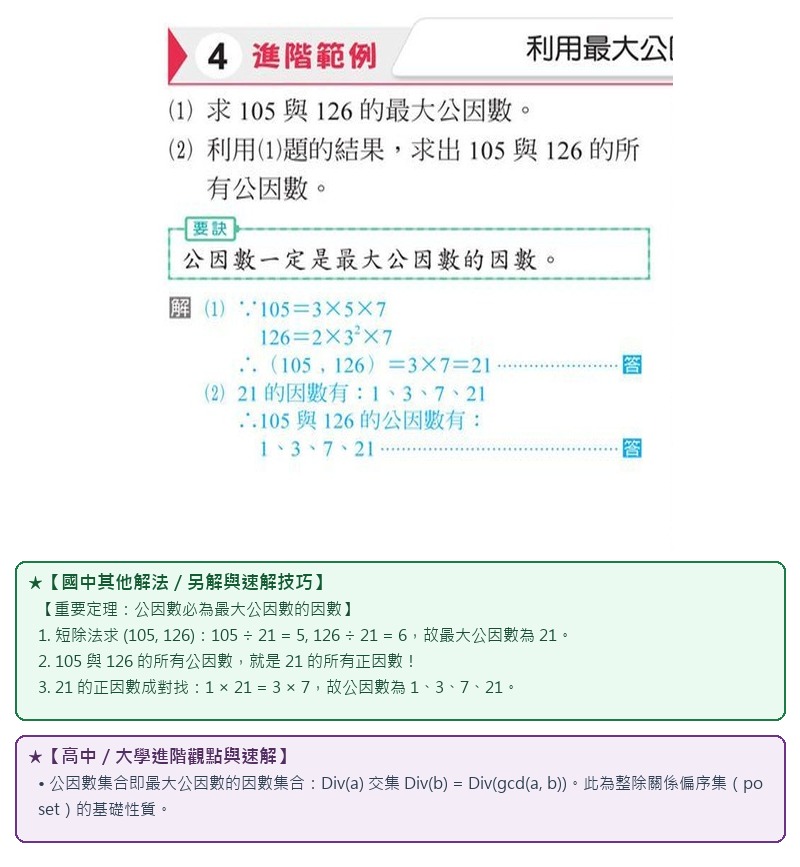 4 進階範例
利用最大公
(1) 求 105 與 126 的最大公因數。
(2) 利用(1)題的結果，求出 105 與 126 的所
有公因數。
要訣
公因數一定是最大公因數的因數。
解 (1) ∵105＝3×5×7
126＝2×3²×7
∴（105，126）＝3×7＝21 …………………… 答
(2) 21 的因數有：1、3、7、21
∴105 與 126 的公因數有：
1、3、7、21 …………………………………… 答
★【國中其他解法 / 另解與速解技巧】
【重要定理：公因數必為最大公因數的因數】
1. 短除法求 (105, 126)：105 ÷ 21 = 5, 126 ÷ 21 = 6，故最大公因數為 21。
2. 105 與 126 的所有公因數，就是 21 的所有正因數！
3. 21 的正因數成對找：1 × 21 = 3 × 7，故公因數為 1、3、7、21。
★【高中 / 大學進階觀點與速解】
• 公因數集合即最大公因數的因數集合：Div(a) 交集 Div(b) = Div(gcd(a, b))。此為整除關係偏序集（po
set）的基礎性質。